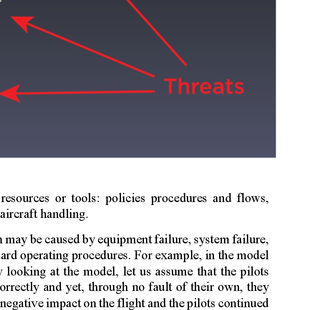 Threats
resources or tools: policies procedures and flows,
aircraft handling.
may be caused by equipment failure, system failure,
ard operating procedures. For example, in the model
looking at the model, let us assume that the pilots
orrectly and yet, through no fault of their own, they
negative impact on the flight and the pilots continued